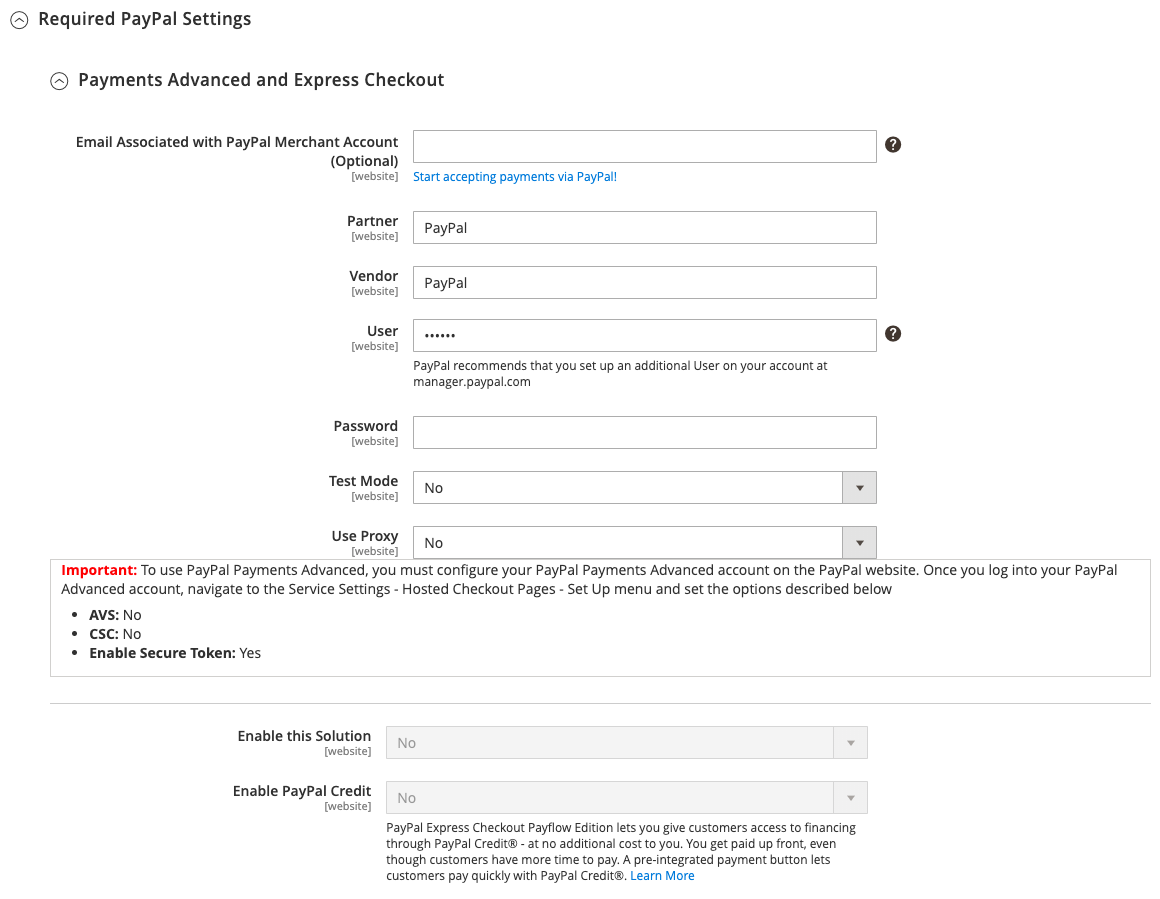 Required PayPal Settings
Payments Advanced and Express Checkout
Email Associated with PayPal Merchant Account
(Optional)
[website]
Start accepting payments via PayPal!
Partner
[website]
PayPal
Vendor
[website]
PayPal
User
[website]
••••••
PayPal recommends that you set up an additional User on your account at
manager.paypal.com
Password
[website]
Test Mode
[website]
No
Use Proxy
[website]
No
Important: To use PayPal Payments Advanced, you must configure your PayPal Payments Advanced account on the PayPal website. Once you log into your PayPal
Advanced account, navigate to the Service Settings - Hosted Checkout Pages - Set Up menu and set the options described below
• AVS: No
• CSC: No
• Enable Secure Token: Yes
Enable this Solution
[website]
No
Enable PayPal Credit
[website]
No
PayPal Express Checkout Payflow Edition lets you give customers access to financing
through PayPal Credit® - at no additional cost to you. You get paid up front, even
though customers have more time to pay. A pre-integrated payment button lets
customers pay quickly with PayPal Credit®. Learn More